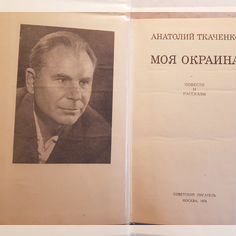 АНАТОЛИЙ ТКАЧЕНКО
МОЯ ОКРАИНА
ПОВЕСТИ
И
РАССКАЗЫ
СОВЕТСКИЙ ПИСАТЕЛЬ
МОСКВА,